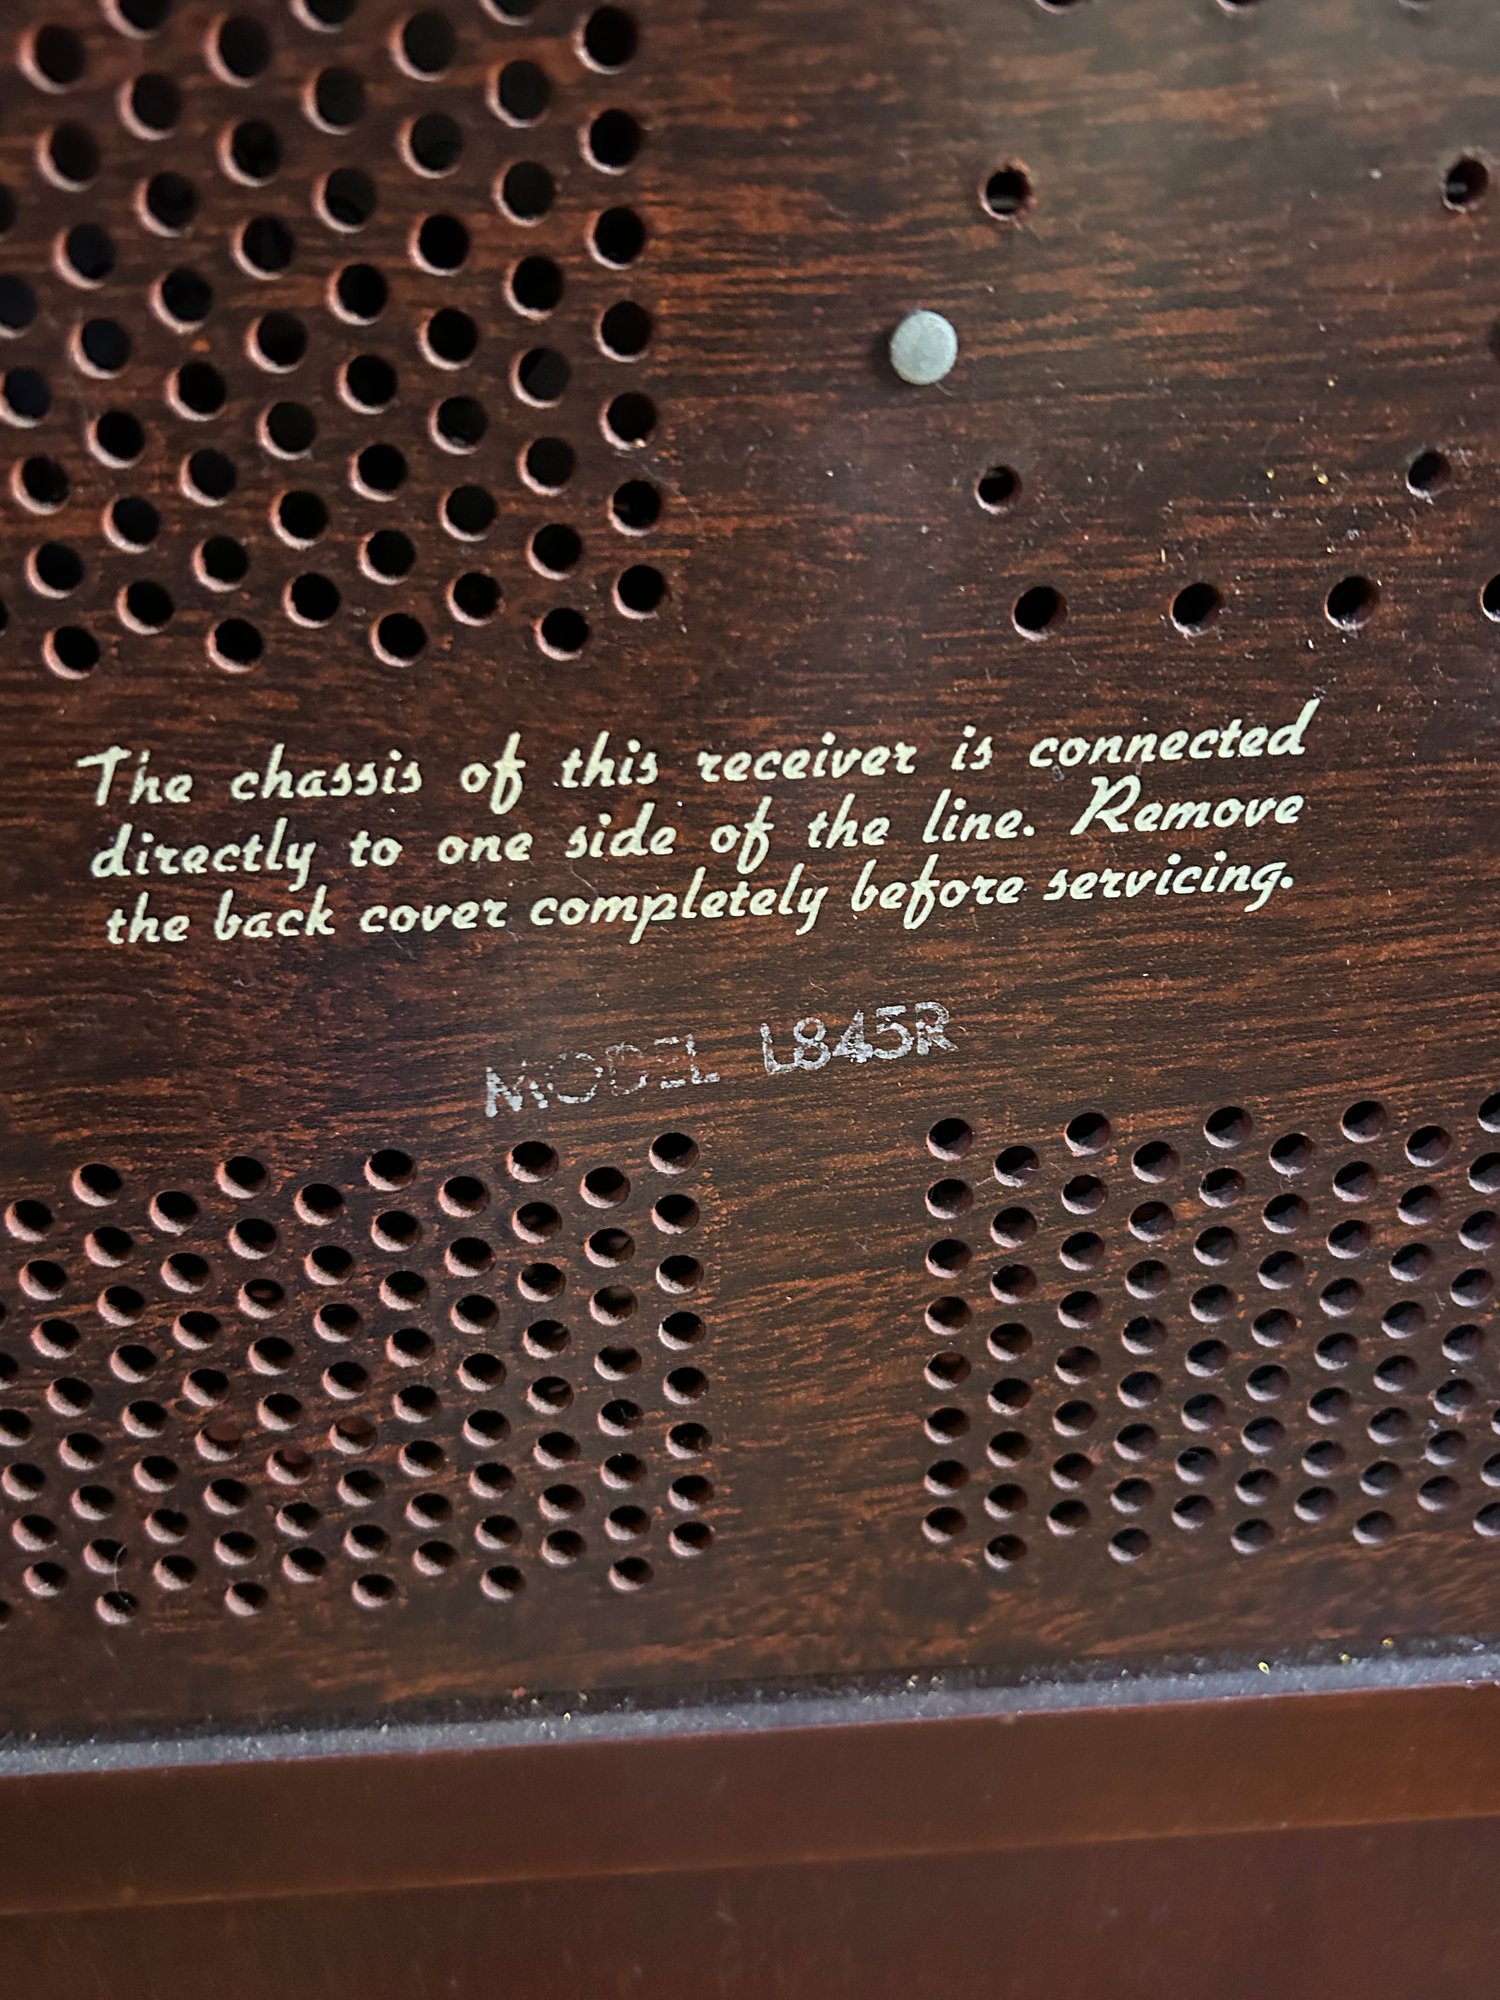 The chassis of this receiver is connected
directly to one side of the line. Remove
the back cover completely before servicing.
MODEL L845R